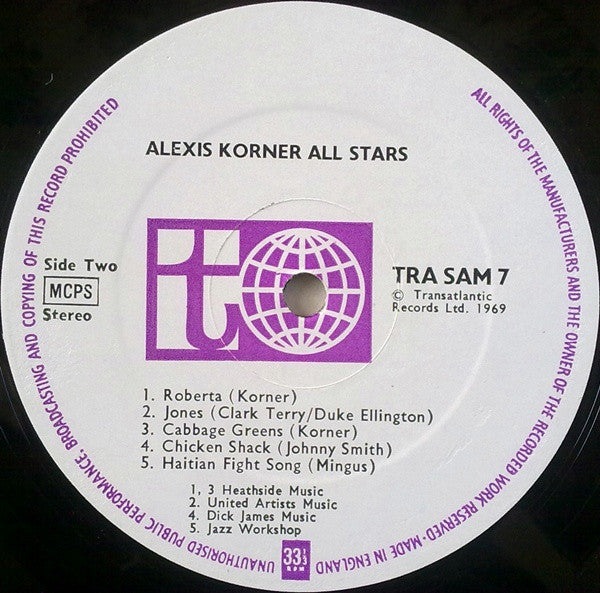 ALEXIS KORNER ALL STARS
Side Two
MCPS
Stereo
to
TRA SAM 7
© Transatlantic
Records Ltd. 1969
1. Roberta (Korner)
2. Jones (Clark Terry/Duke Ellington)
3. Cabbage Greens (Korner)
4. Chicken Shack (Johnny Smith)
5. Haitian Fight Song (Mingus)
1, 3 Heathside Music
2. United Artists Music
4. Dick James Music
5. Jazz Workshop
33⅓
RPM
ALL RIGHTS OF THE MANUFACTURERS AND THE OWNER OF THE RECORDED WORK RESERVED · MADE IN ENGLAND
UNAUTHORISED PUBLIC PERFORMANCE, BROADCASTING AND COPYING OF THIS RECORD PROHIBITED